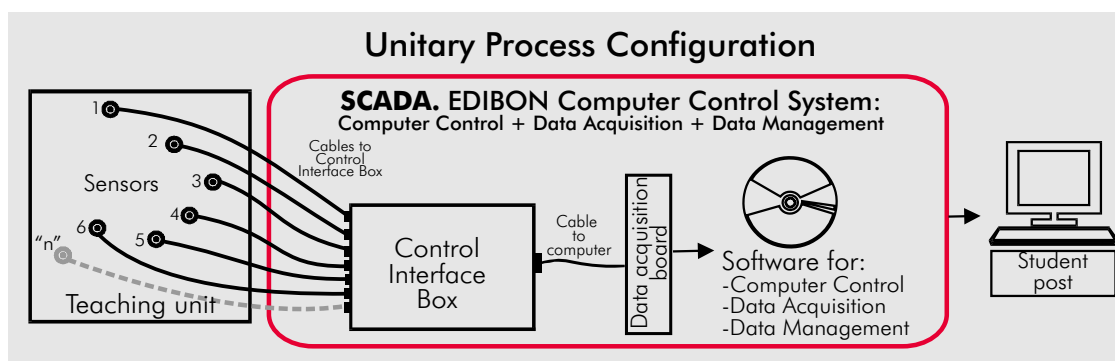 Unitary Process Configuration
SCADA. EDIBON Computer Control System:
Computer Control + Data Acquisition + Data Management
1
2
Sensors
3
4
6
5
“n”
Teaching unit
Cables to
Control
Interface Box
Control
Interface
Box
Cable
to
computer
Data acquisition
board
Software for:
-Computer Control
-Data Acquisition
-Data Management
Student
post